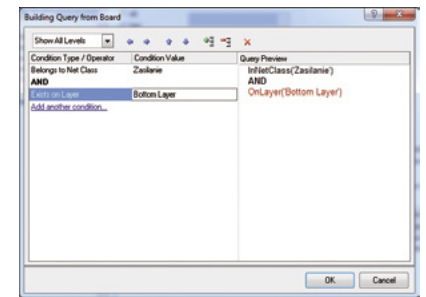 Building Query from Board
Show All Levels
Condition Type / Operator Condition Value Query Preview
Belongs to Net Class Zasilanie InNetClass('Zasilanie')
AND AND
Exists on Layer Bottom Layer OnLayer('Bottom Layer')
Add another condition...
OK Cancel